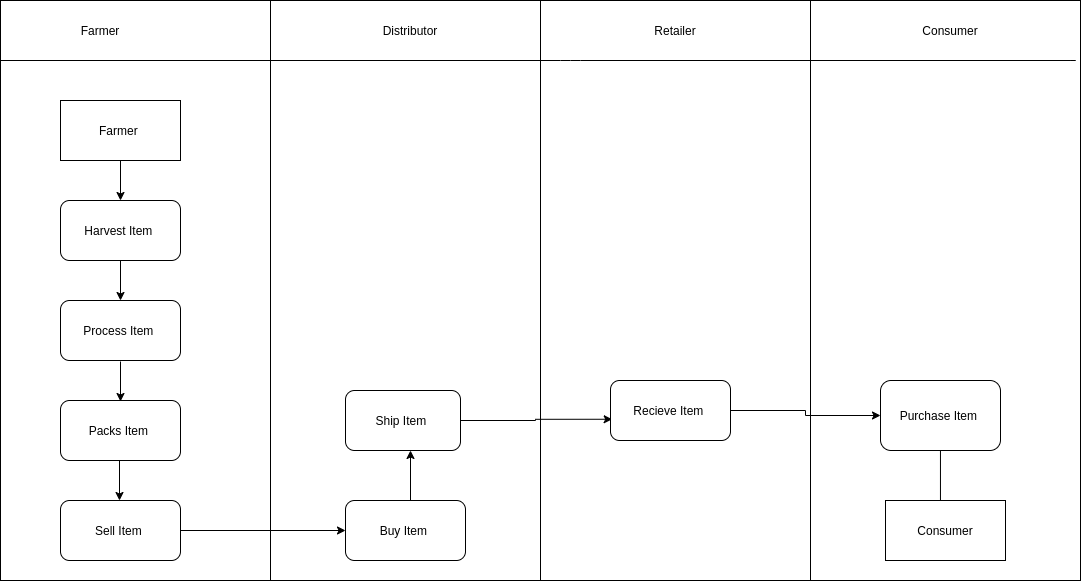 Farmer
Distributor
Retailer
Consumer
Farmer
Harvest Item
Process Item
Packs Item
Sell Item
Ship Item
Buy Item
Recieve Item
Purchase Item
Consumer